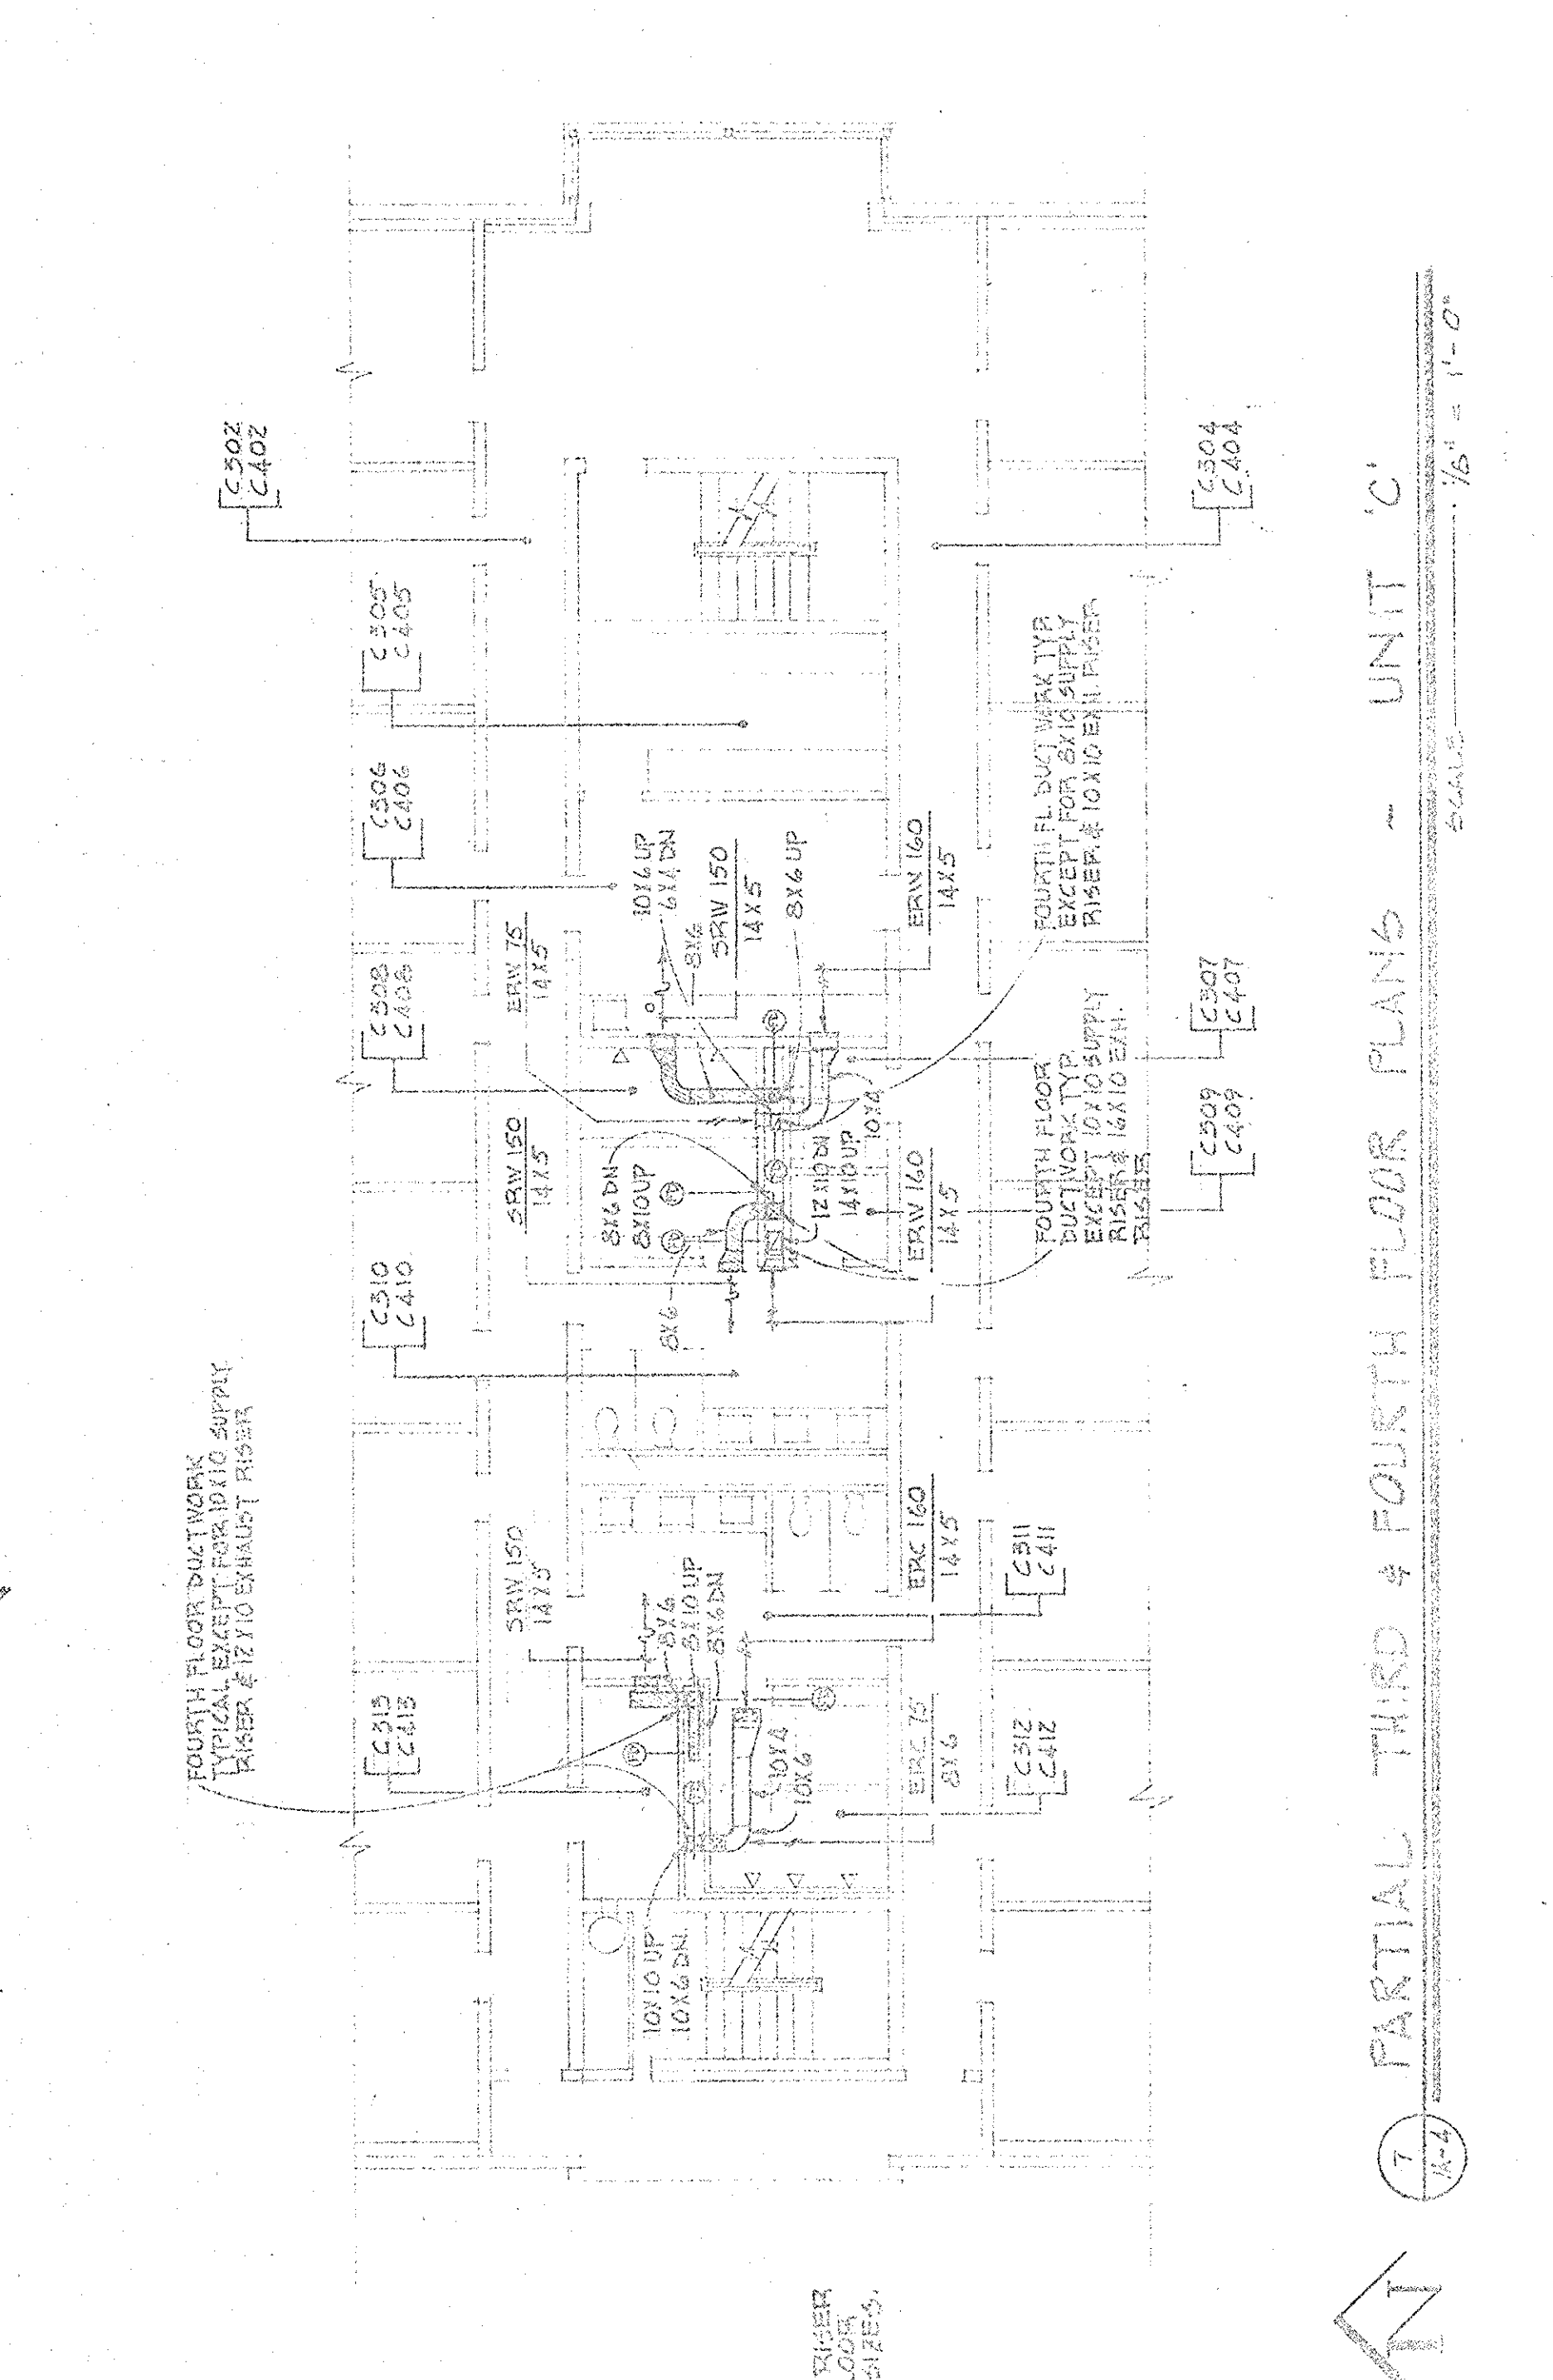 FOURTH FLOOR DUCTWORK
TYPICAL EXCEPT FOR 10X10 SUPPLY
RISER & 12X10 EXHAUST RISER
C313
C413
C310
C410
C308
C408
C306
C406
C305
C405
C302
C402
SRW 150
14X5
SRW 150
14X5
ERW 75
14X5
10X10 UP
10X6 DN
8X6
8X10 UP
8X6 DN
10X4
10X6
8X6
8X6 DN
8X10 UP
10X6 UP
6X4 DN
8X6
SRW 150
14X5
8X6 UP
12X10 DN
14X10 UP
10X4
ERC 75
8X6
ERC 160
14X5
ERW 160
14X5
ERW 160
14X5
C312
C412
C311
C411
FOURTH FLOOR
DUCTWORK TYP.
EXCEPT 10X10 SUPPLY
RISER & 16X10 EXH.
RISER
FOURTH FL. DUCT WORK TYP.
EXCEPT FOR 8X10 SUPPLY
RISER & 10X10 EXH. RISER
C309
C409
C307
C407
C304
C404
RISER
OOR
SIZES.
7
PARTIAL THIRD & FOURTH FLOOR PLANS - UNIT 'C'
SCALE 1/8" = 1'-0"